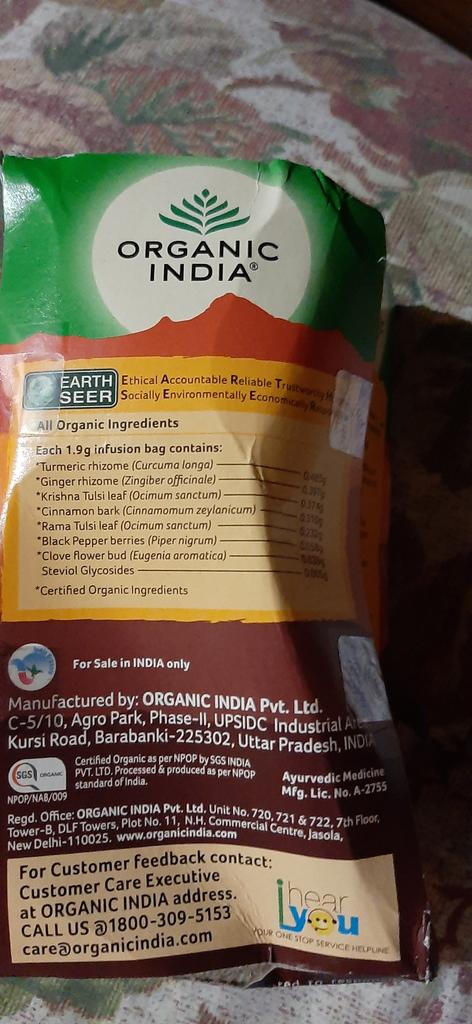 ORGANIC
INDIA®
EARTH
SEER
Ethical Accountable Reliable Trustworthy
Socially Environmentally Economically
All Organic Ingredients
Each 1.9g infusion bag contains:
*Turmeric rhizome (Curcuma longa)
*Ginger rhizome (Zingiber officinale)
*Krishna Tulsi leaf (Ocimum sanctum)
*Cinnamon bark (Cinnamomum zeylanicum)
*Rama Tulsi leaf (Ocimum sanctum)
*Black Pepper berries (Piper nigrum)
*Clove flower bud (Eugenia aromatica)
Steviol Glycosides
*Certified Organic Ingredients
For Sale in INDIA only
Manufactured by: ORGANIC INDIA Pvt. Ltd.
C-5/10, Agro Park, Phase-II, UPSIDC Industrial
Kursi Road, Barabanki-225302, Uttar Pradesh, INDIA
SGS ORGANIC
NPOP/NAB/009
Certified Organic as per NPOP by SGS INDIA
PVT. LTD. Processed & produced as per NPOP
standard of India.
Ayurvedic Medicine
Mfg. Lic. No. A-2755
Regd. Office: ORGANIC INDIA Pvt. Ltd. Unit No. 720, 721 & 722, 7th Floor,
Tower-B, DLF Towers, Plot No. 11, N.H. Commercial Centre, Jasola,
New Delhi-110025. www.organicindia.com
For Customer feedback contact:
Customer Care Executive
at ORGANIC INDIA address.
CALL US @1800-309-5153
care@organicindia.com
i hear
you
YOUR ONE STOP SERVICE HELPLINE